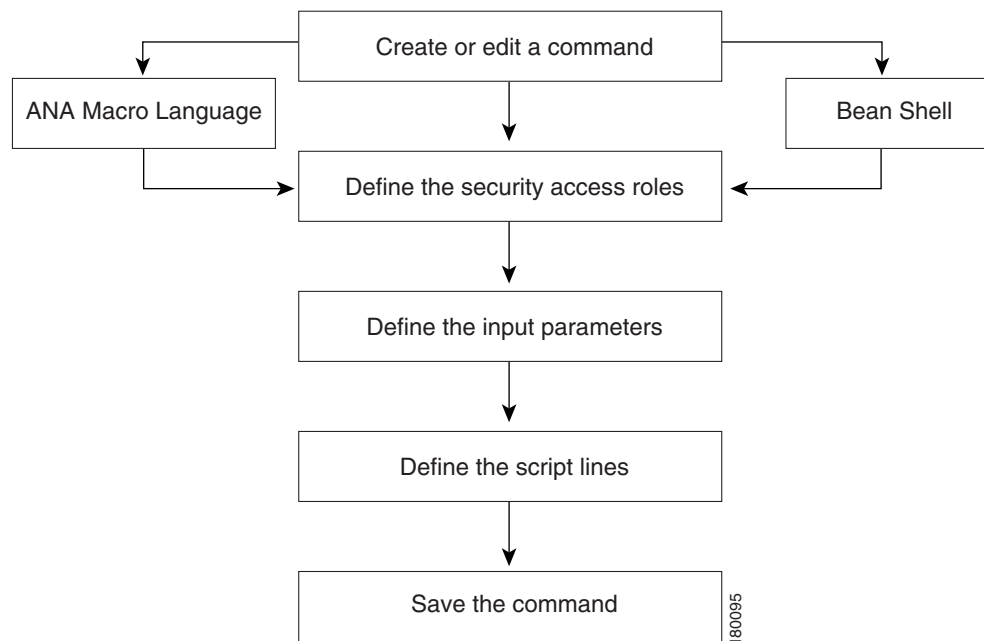 Create or edit a command
ANA Macro Language
Bean Shell
Define the security access roles
Define the input parameters
Define the script lines
Save the command
180095